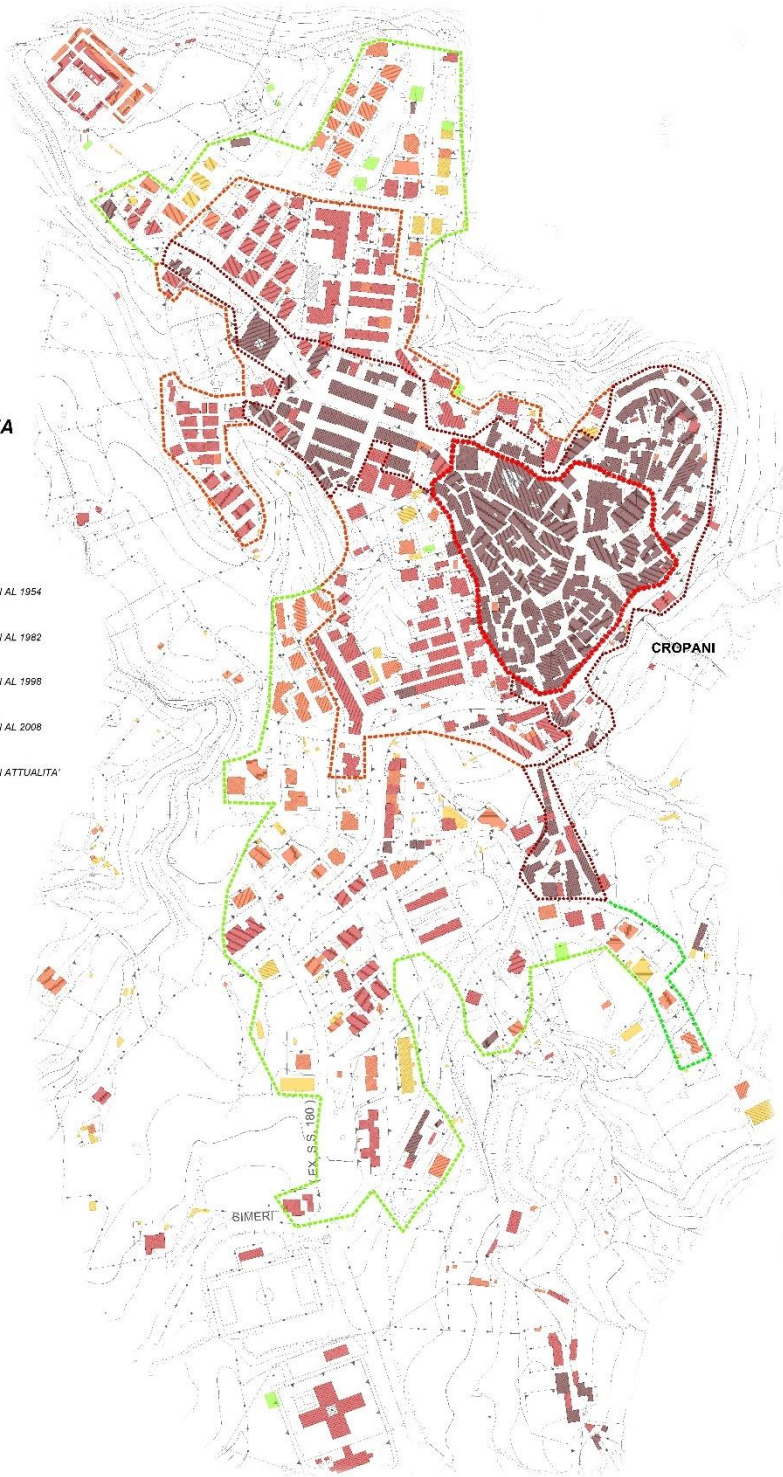 AL 1954
AL 1982
AL 1998
AL 2008
ATTUALITA'
CROPANI
EX S.S. 180 )
SIMERI